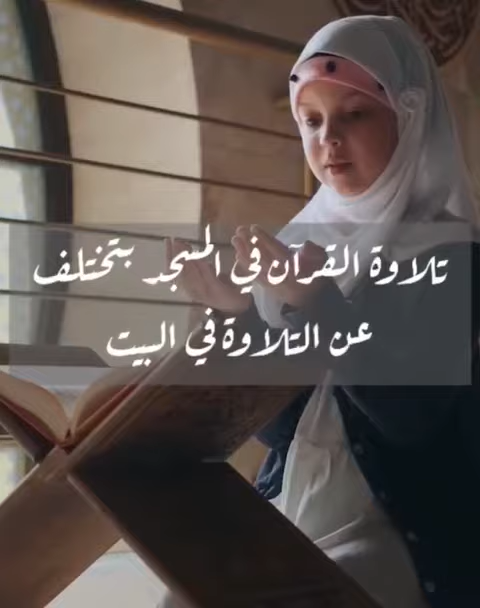 تلاوة القرآن في المسجد بتختلف
عن التلاوة في البيت